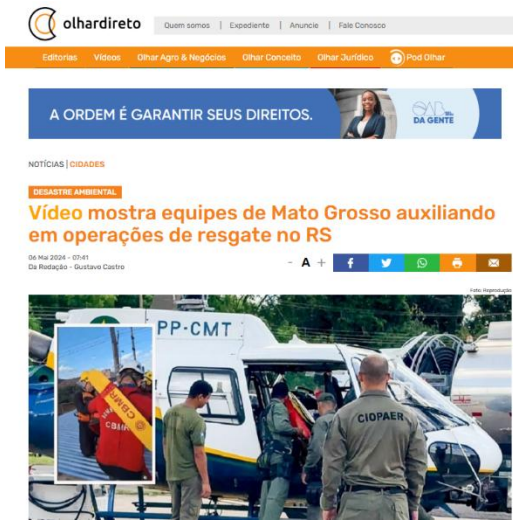 olhardireto
Quem somos | Expediente | Anuncie | Fale Conosco
Editorias Vídeos Olhar Agro & Negócios Olhar Conceito Olhar Jurídico Pod Olhar
A ORDEM É GARANTIR SEUS DIREITOS.
OAB
DA GENTE
NOTÍCIAS | CIDADES
DESASTRE AMBIENTAL
Vídeo mostra equipes de Mato Grosso auxiliando
em operações de resgate no RS
06 Mai 2024 - 07:41
Da Redação - Gustavo Castro
- A +
Foto: Reprodução
PP-CMT
CIOPAER
CBMR